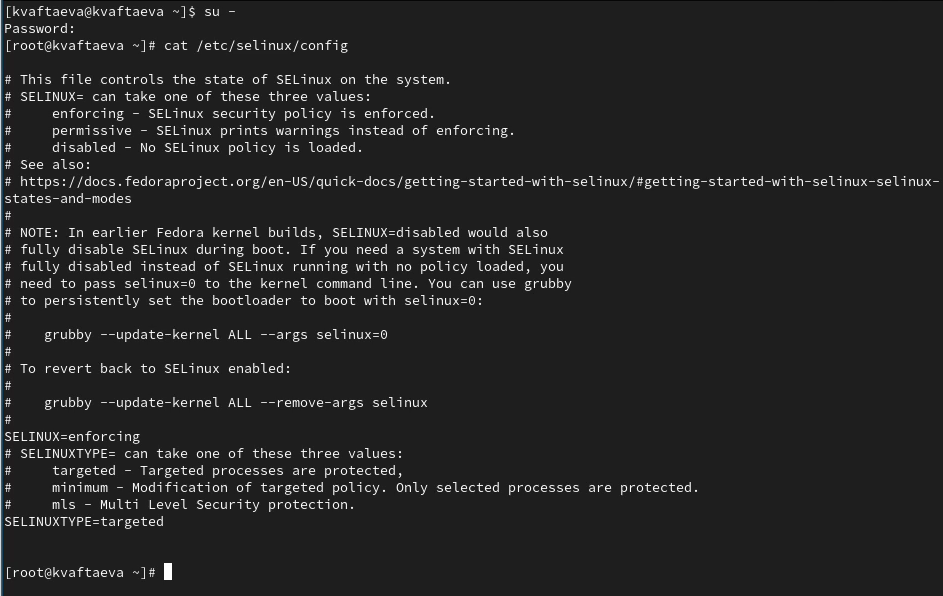 [kvaftaeva@kvaftaeva ~]$ su -
Password:
[root@kvaftaeva ~]# cat /etc/selinux/config

# This file controls the state of SELinux on the system.
# SELINUX= can take one of these three values:
#     enforcing - SELinux security policy is enforced.
#     permissive - SELinux prints warnings instead of enforcing.
#     disabled - No SELinux policy is loaded.
# See also:
# https://docs.fedoraproject.org/en-US/quick-docs/getting-started-with-selinux/#getting-started-with-selinux-selinux-
states-and-modes
#
# NOTE: In earlier Fedora kernel builds, SELINUX=disabled would also
# fully disable SELinux during boot. If you need a system with SELinux
# fully disabled instead of SELinux running with no policy loaded, you
# need to pass selinux=0 to the kernel command line. You can use grubby
# to persistently set the bootloader to boot with selinux=0:
#
#    grubby --update-kernel ALL --args selinux=0
#
# To revert back to SELinux enabled:
#
#    grubby --update-kernel ALL --remove-args selinux
#
SELINUX=enforcing
# SELINUXTYPE= can take one of these three values:
#     targeted - Targeted processes are protected,
#     minimum - Modification of targeted policy. Only selected processes are protected.
#     mls - Multi Level Security protection.
SELINUXTYPE=targeted


[root@kvaftaeva ~]#